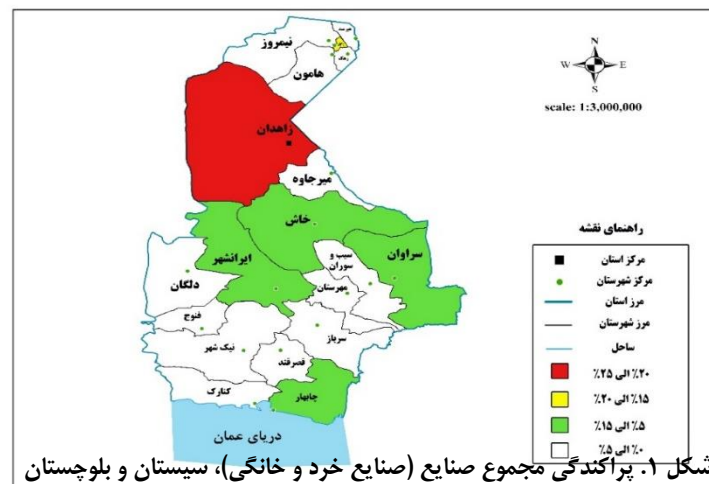 نیمروز
هامون
زاهدان
میرجاوه
خاش
ایرانشهر
سراوان
سیب و
سوران
مهرستان
دلگان
فنوج
نیک شهر
سرباز
قصرقند
کنارک
چابهار
دریای عمان
N
W
E
S
scale: 1:3,000,000
راهنمای نقشه
مرکز استان
مرکز شهرستان
مرز استان
مرز شهرستان
ساحل
۲۰٪ الی ۲۵٪
۱۵٪ الی ۲۰٪
۵٪ الی ۱۵٪
۰٪ الی ۵٪
شکل ۱. پراکندگی مجموع صنایع (صنایع خرد و خانگی)، سیستان و بلوچستان